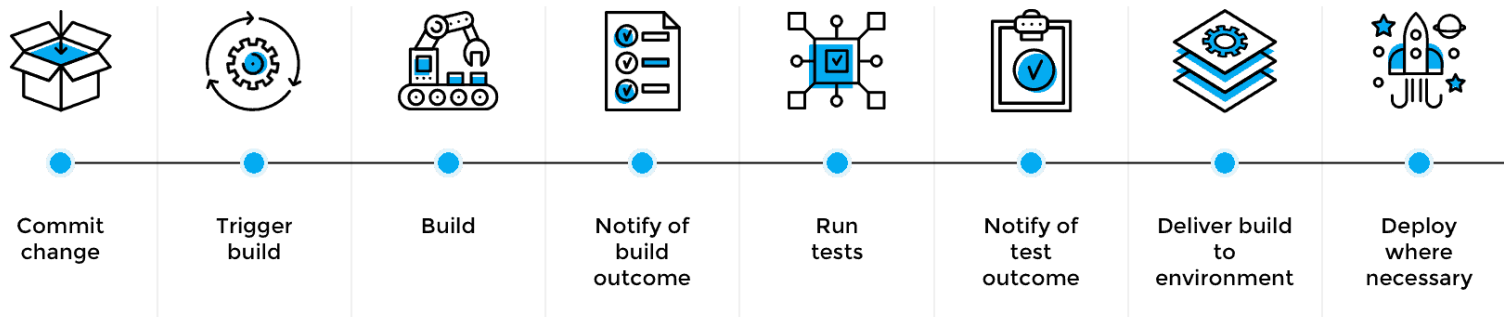 Commit
change
Trigger
build
Build
Notify of
build
outcome
Run
tests
Notify of
test
outcome
Deliver build
to
environment
Deploy
where
necessary